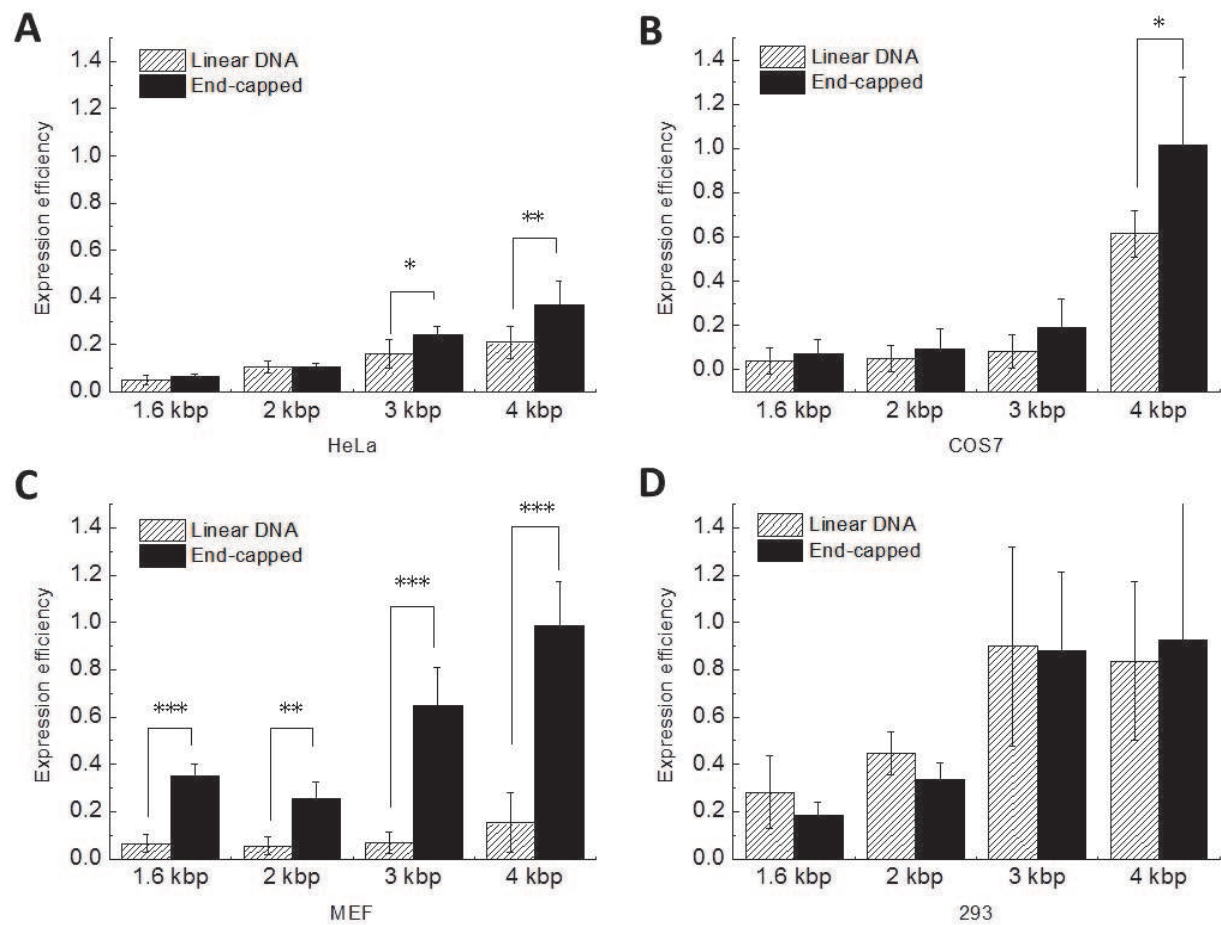 A
Linear DNA
End-capped
Expression efficiency
1.4
1.2
1.0
0.8
0.6
0.4
0.2
0.0
*
**
1.6 kbp 2 kbp 3 kbp 4 kbp
HeLa
B
Linear DNA
End-capped
Expression efficiency
1.4
1.2
1.0
0.8
0.6
0.4
0.2
0.0
*
1.6 kbp 2 kbp 3 kbp 4 kbp
COS7
C
Linear DNA
End-capped
Expression efficiency
1.4
1.2
1.0
0.8
0.6
0.4
0.2
0.0
***
**
***
***
1.6 kbp 2 kbp 3 kbp 4 kbp
MEF
D
Linear DNA
End-capped
Expression efficiency
1.4
1.2
1.0
0.8
0.6
0.4
0.2
0.0
1.6 kbp 2 kbp 3 kbp 4 kbp
293